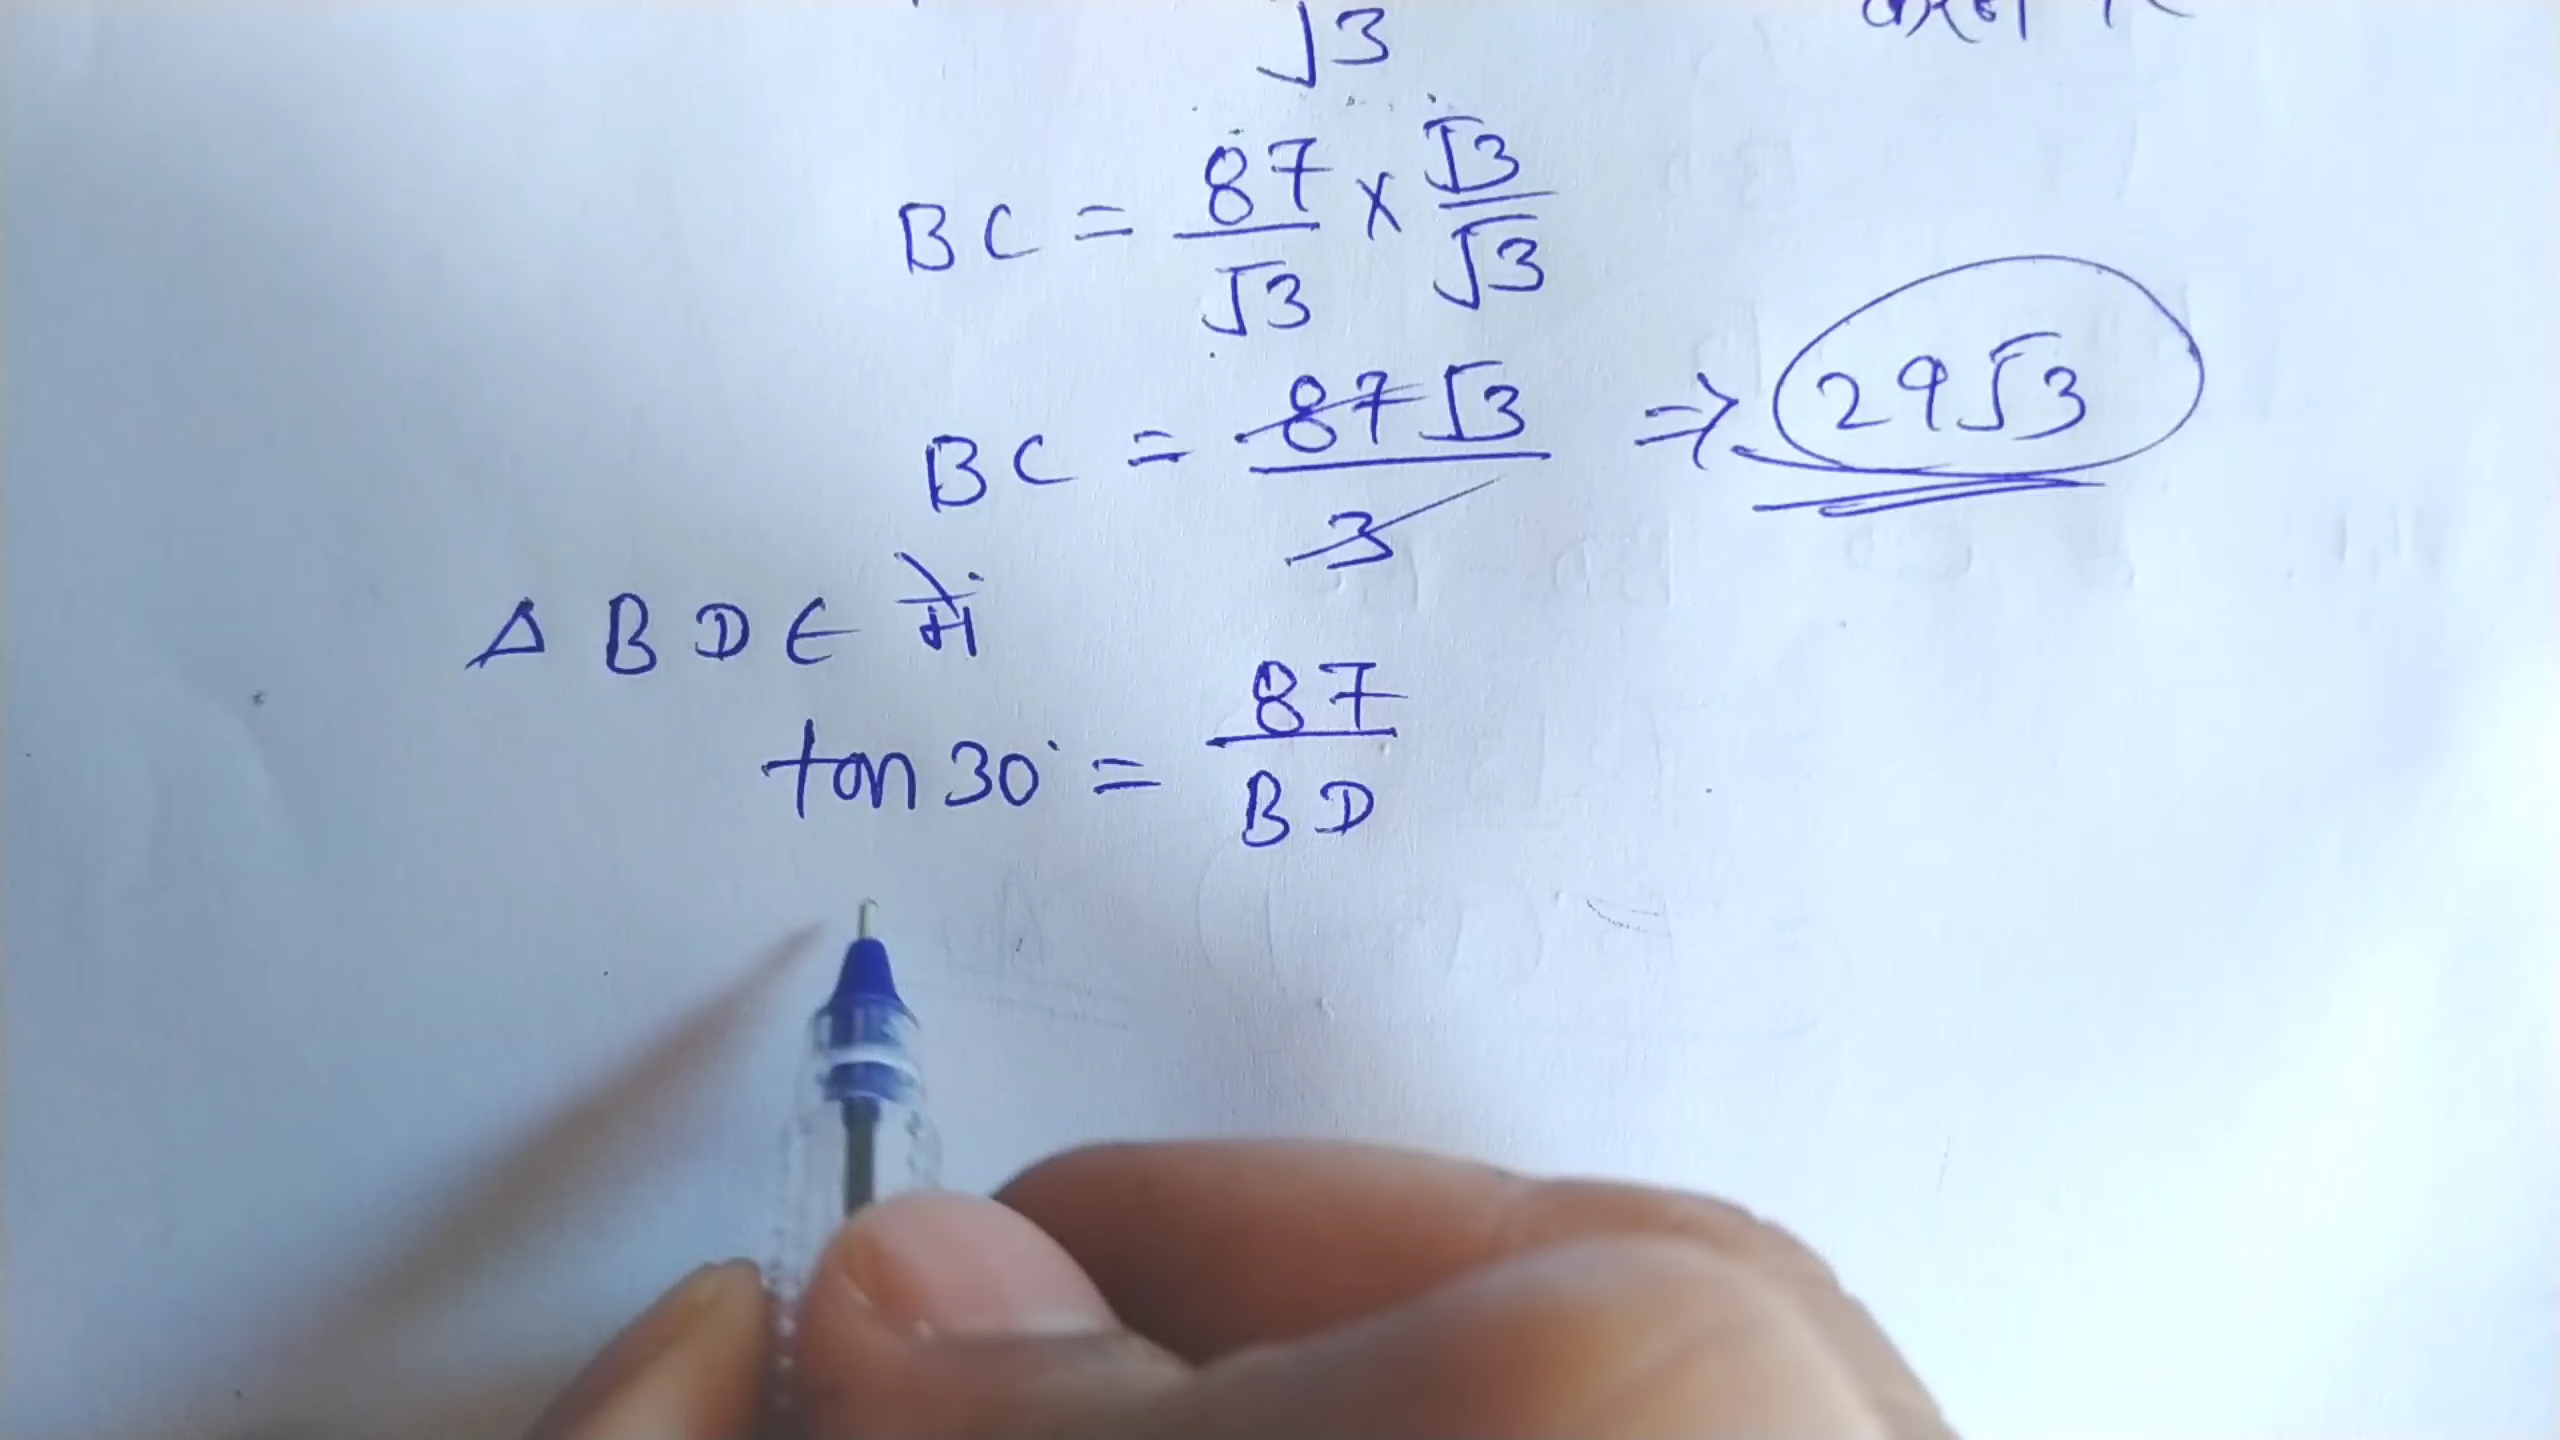 √3
BC = 87/√3 × √3/√3
BC = 87√3/3 ⇒ 29√3
Δ BDE में
tan 30° = 87/BD